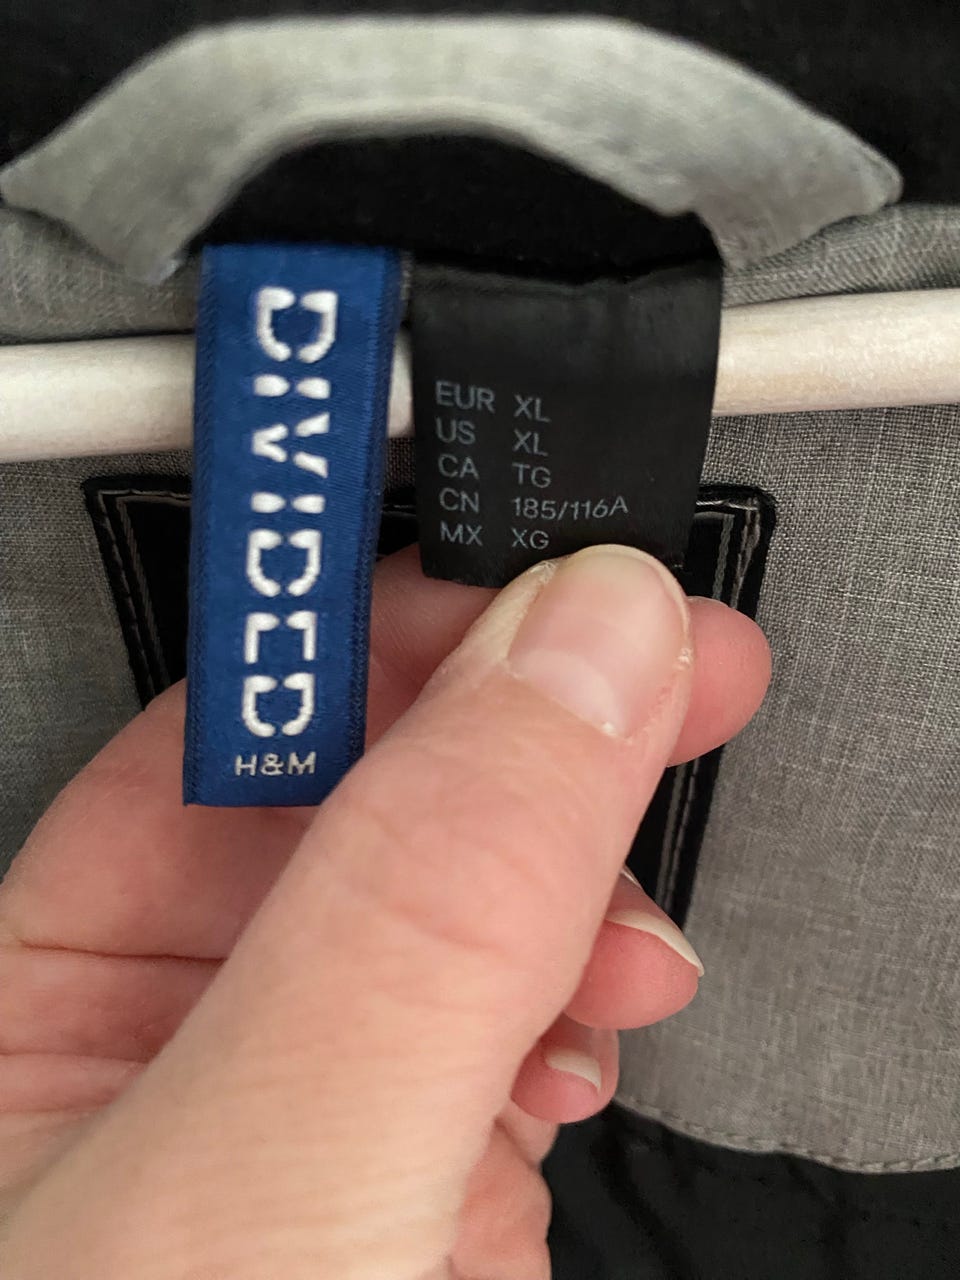 DIVIDED
H&M
EUR XL
US XL
CA TG
CN 185/116A
MX XG